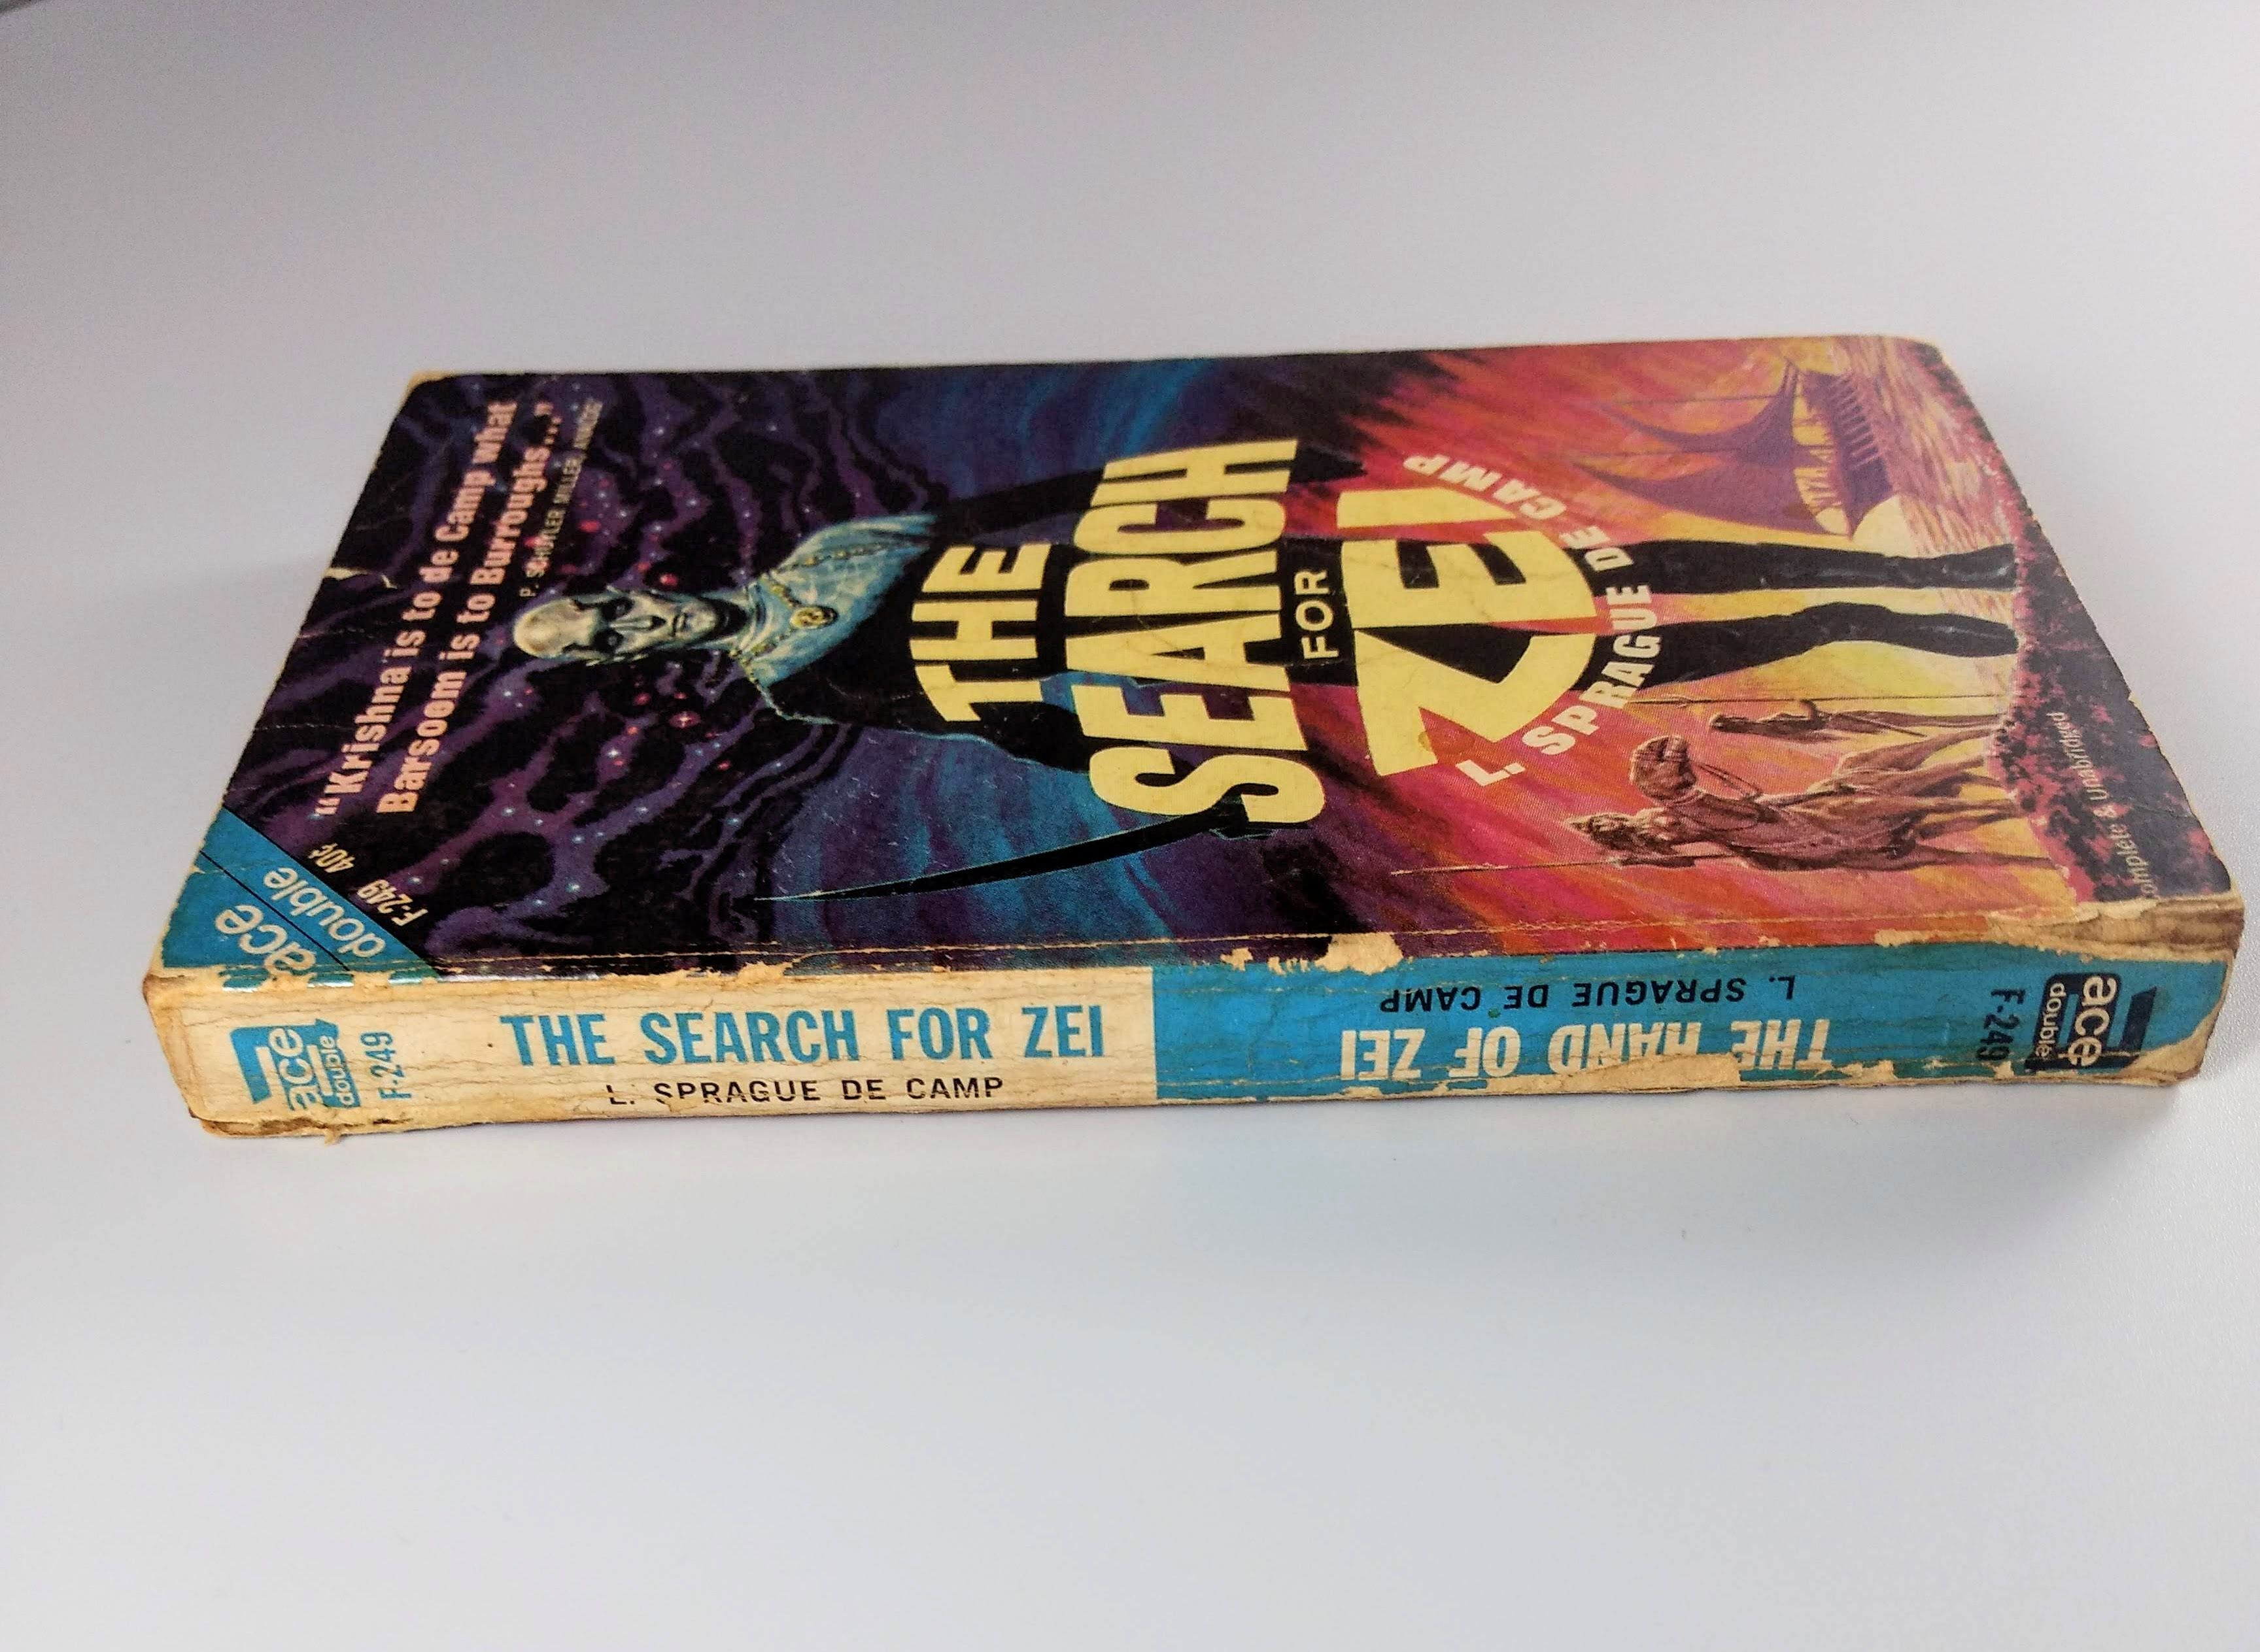 "Krishna is to de Camp what
Barsoom is to Burroughs..."
P. SCHUYLER MILLER, ANALOG
ace
double
F-249 40¢
THE
SEARCH
FOR
ZEI
L. SPRAGUE DE CAMP
Complete & Unabridged
ace
double
F-249
THE SEARCH FOR ZEI
L. SPRAGUE DE CAMP
THE HAND OF ZEI
L. SPRAGUE DE CAMP
F-249
ace
double